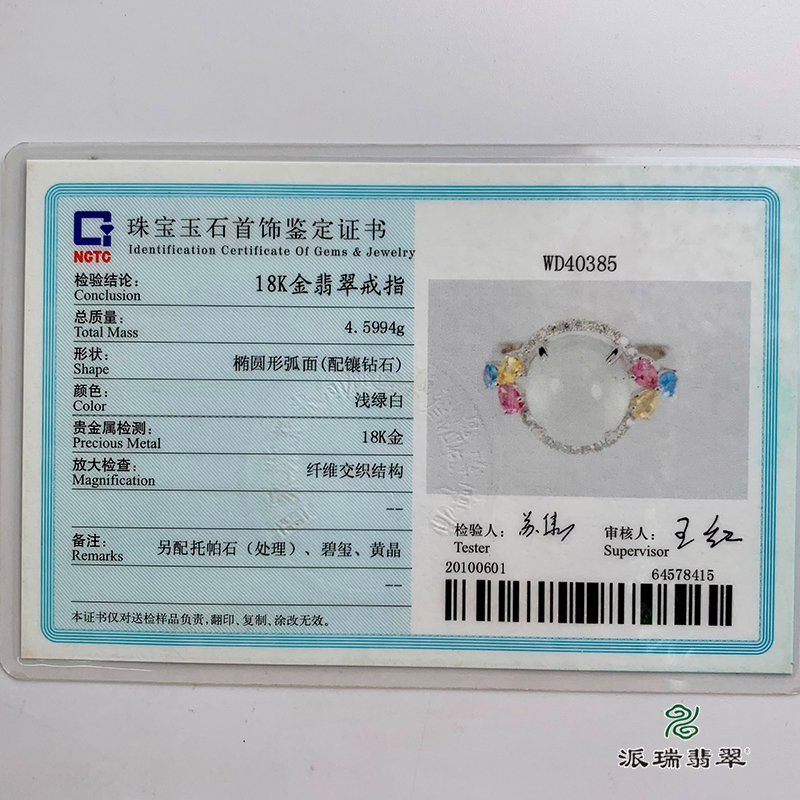 NGTC
珠宝玉石首饰鉴定证书
Identification Certificate Of Gems & Jewelry
检验结论: 18K金翡翠戒指
Conclusion
总质量: 4.5994g
Total Mass
形状: 椭圆形弧面(配镶钻石)
Shape
颜色: 浅绿白
Color
贵金属检测: 18K金
Precious Metal
放大检查: 纤维交织结构
Magnification
--
备注: 另配托帕石(处理)、碧玺、黄晶
Remarks
--
本证书仅对送检样品负责,翻印、复制、涂改无效。
WD40385
检验人:
Tester
审核人: 王红
Supervisor
20100601
64578415
派瑞翡翠